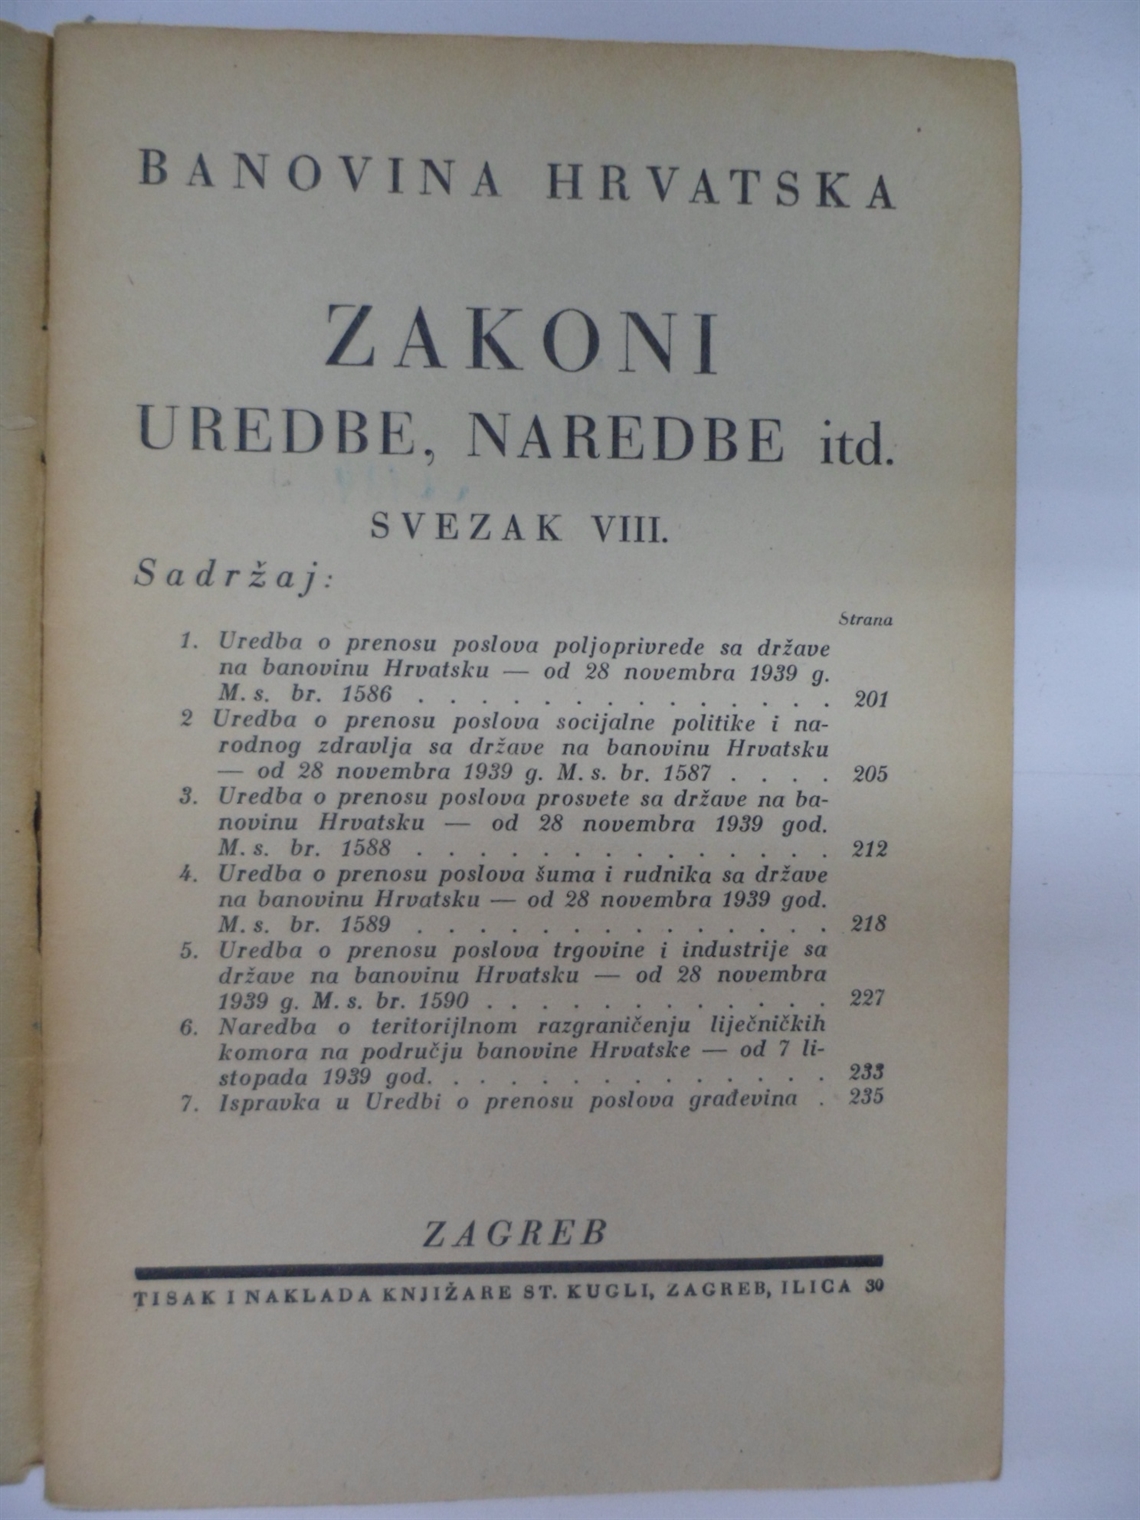 BANOVINA HRVATSKA
ZAKONI
UREDBE, NAREDBE itd.
SVEZAK VIII.
Sadržaj:
Strana
1. Uredba o prenosu poslova poljoprivrede sa države
na banovinu Hrvatsku — od 28 novembra 1939 g.
M. s. br. 1586 . . . . . . . . . . . . . . 201
2 Uredba o prenosu poslova socijalne politike i na-
rodnog zdravlja sa države na banovinu Hrvatsku
— od 28 novembra 1939 g. M. s. br. 1587 . . . . 205
3. Uredba o prenosu poslova prosvete sa države na ba-
novinu Hrvatsku — od 28 novembra 1939 god.
M. s. br. 1588 . . . . . . . . . . . . . . 212
4. Uredba o prenosu poslova šuma i rudnika sa države
na banovinu Hrvatsku — od 28 novembra 1939 god.
M. s. br. 1589 . . . . . . . . . . . . . . 218
5. Uredba o prenosu poslova trgovine i industrije sa
države na banovinu Hrvatsku — od 28 novembra
1939 g. M. s. br. 1590 . . . . . . . . . . . . 227
6. Naredba o teritorijlnom razgraničenju liječničkih
komora na području banovine Hrvatske — od 7 li-
stopada 1939 god. . . . . . . . . . . . . . 233
7. Ispravka u Uredbi o prenosu poslova građevina . 235
ZAGREB
TISAK I NAKLADA KNJIŽARE ST. KUGLI, ZAGREB, ILICA 30